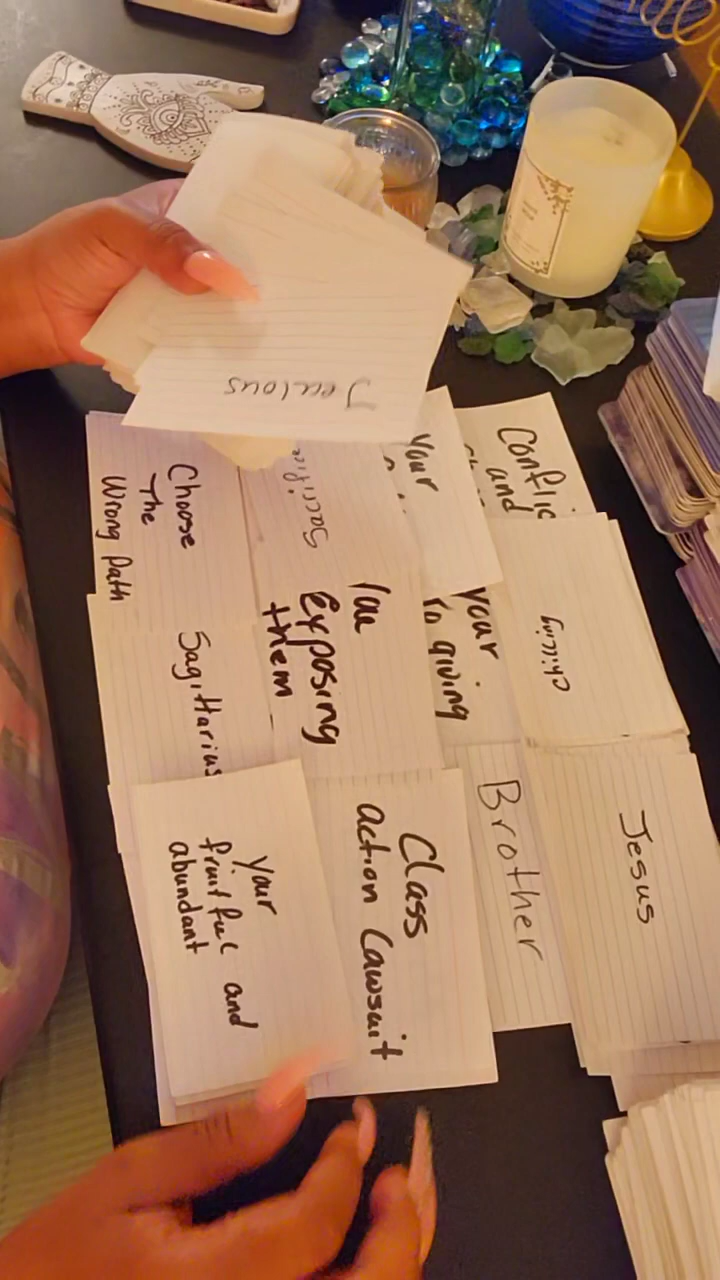 Jealous
Choose
The
Wrong Path
Sacrifice
Your
Conflic
and
Sagittarius
You
Exposing
them
Your
To giving
chilling
Your
fruitful and
abundant
Class
action Lawsuit
Brother
Jesus